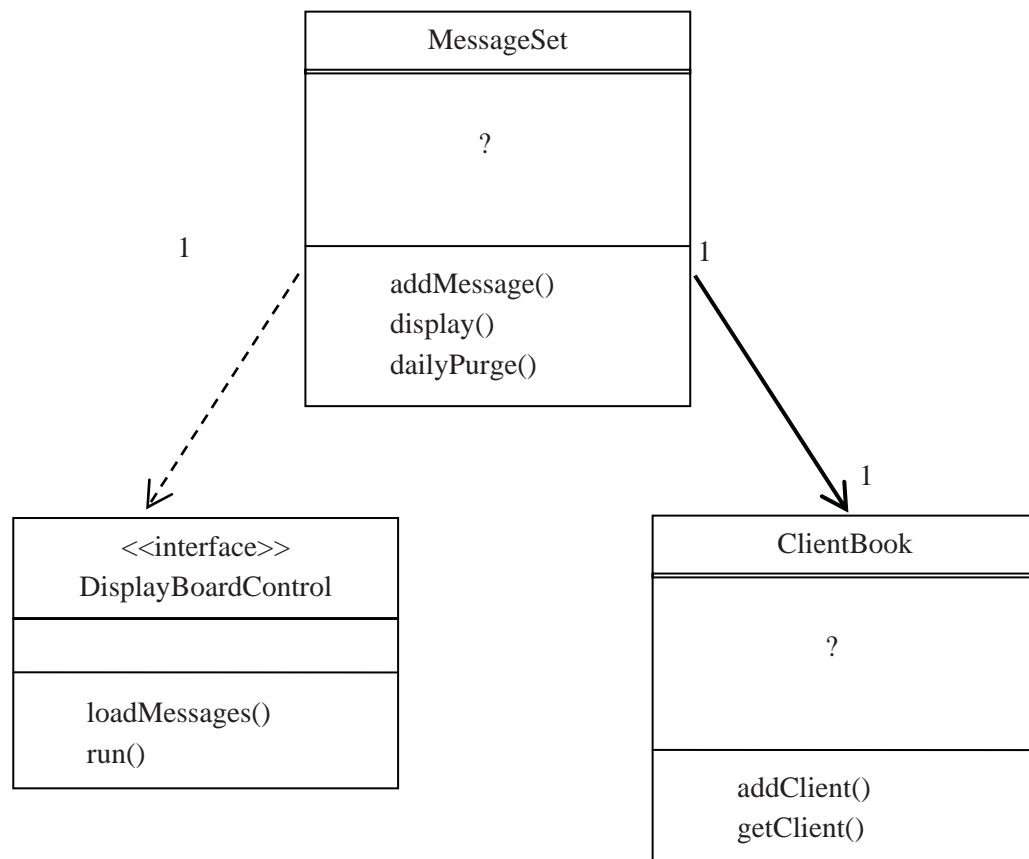 MessageSet
?
1
1
addMessage()
display()
dailyPurge()
1
<<interface>>
DisplayBoardControl
loadMessages()
run()
ClientBook
?
addClient()
getClient()